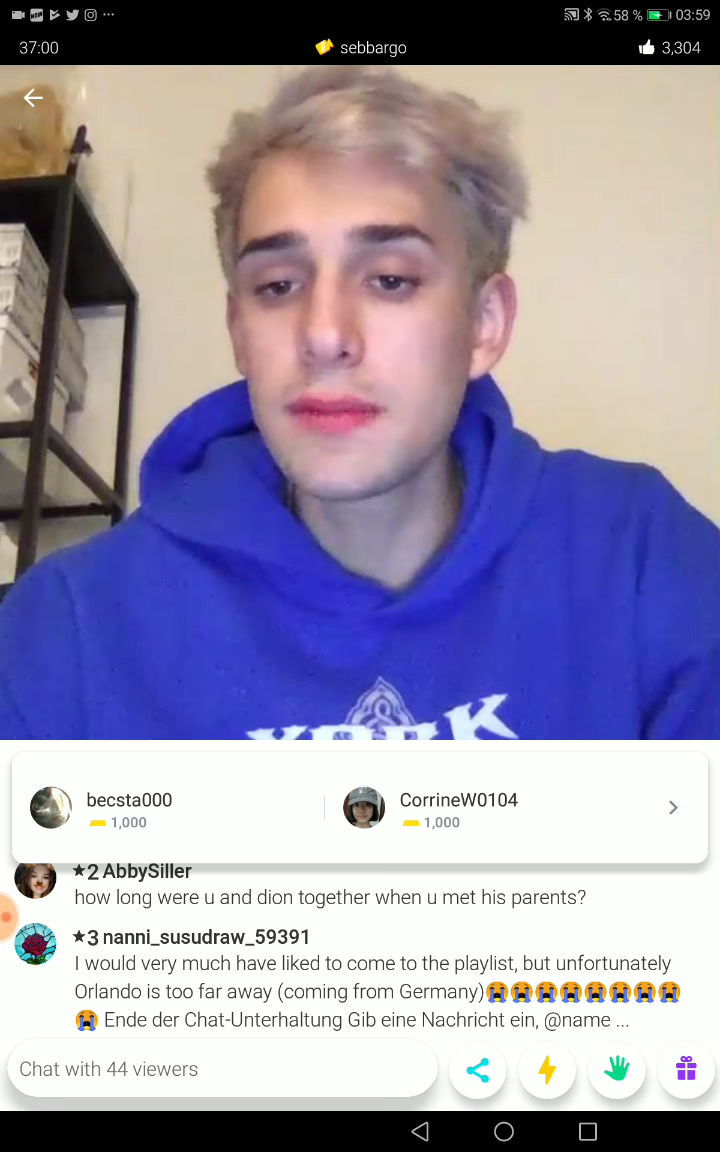 58 % 03:59
37:00 sebbargo 3,304
YORK
becsta000 CorrineW0104
1,000 1,000
★2 AbbySiller
how long were u and dion together when u met his parents?
★3 nanni_susudraw_59391
I would very much have liked to come to the playlist, but unfortunately
Orlando is too far away (coming from Germany)😭😭😭😭😭😭😭😭
😭 Ende der Chat-Unterhaltung Gib eine Nachricht ein, @name ...
Chat with 44 viewers